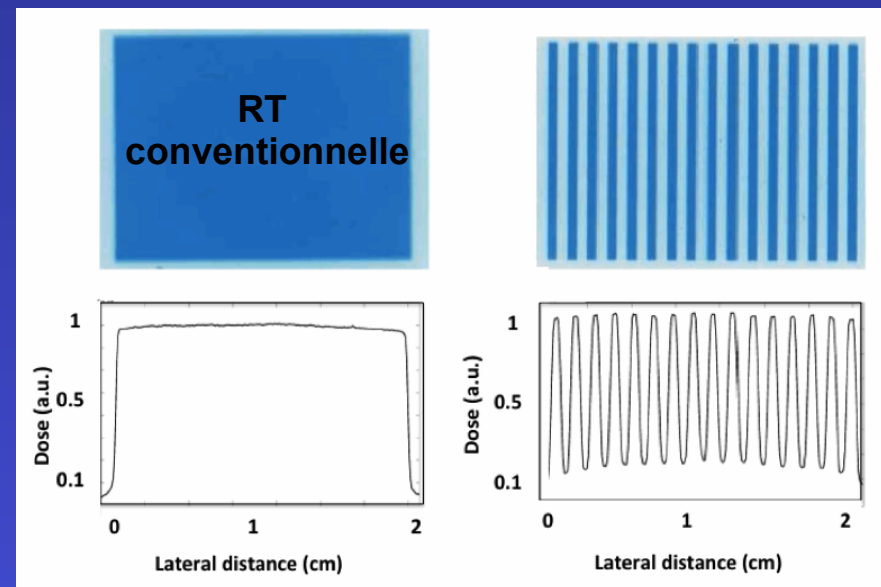 RT
conventionnelle
1
0.5
0.1
Dose (a.u.)
0
1
2
Lateral distance (cm)
1
0.5
0.1
Dose (a.u.)
0
1
2
Lateral distance (cm)